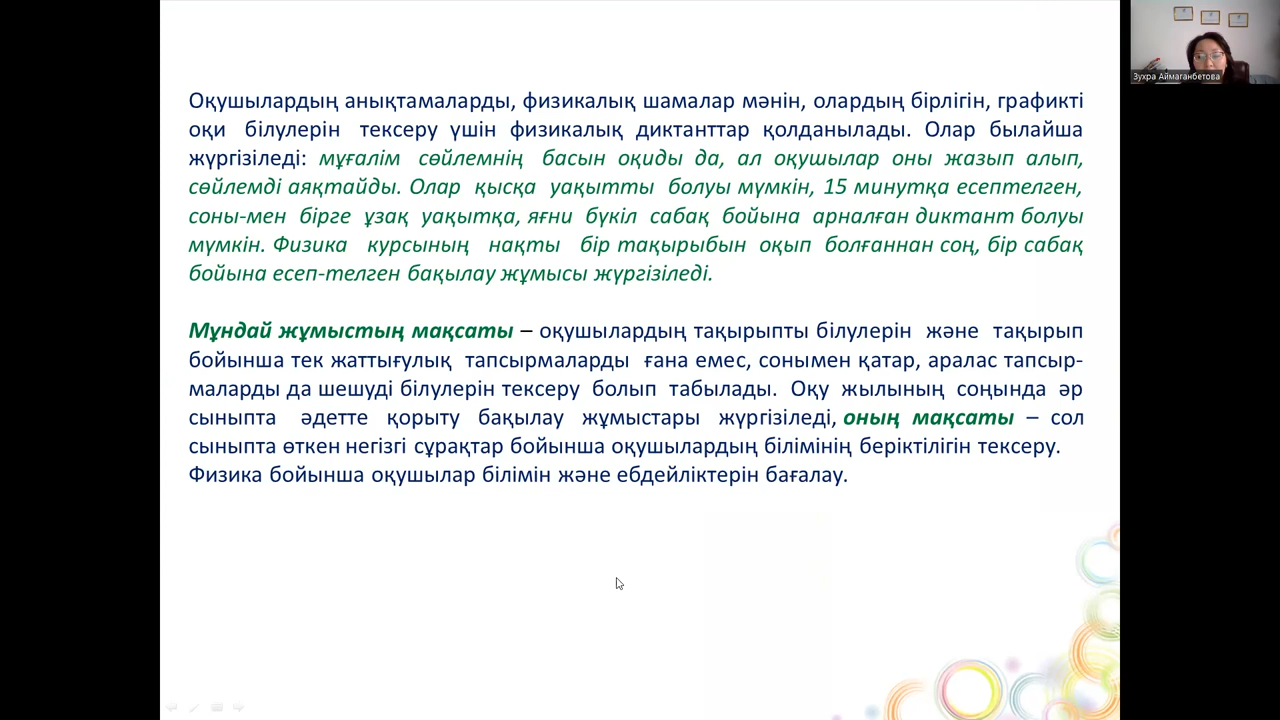 Оқушылардың анықтамаларды, физикалық шамалар мәнін, олардың бірлігін, графикті
оқи білулерін тексеру үшін физикалық диктанттар қолданылады. Олар былайша
жүргізіледі: мұғалім сөйлемнің басын оқиды да, ал оқушылар оны жазып алып,
сөйлемді аяқтайды. Олар қысқа уақытты болуы мүмкін, 15 минутқа есептелген,
соны-мен бірге ұзақ уақытқа, яғни бүкіл сабақ бойына арналған диктант болуы
мүмкін. Физика курсының нақты бір тақырыбын оқып болғаннан соң, бір сабақ
бойына есеп-телген бақылау жұмысы жүргізіледі.
Мұндай жұмыстың мақсаты – оқушылардың тақырыпты білулерін және тақырып
бойынша тек жаттығулық тапсырмаларды ғана емес, сонымен қатар, аралас тапсыр-
маларды да шешуді білулерін тексеру болып табылады. Оқу жылының соңында әр
сыныпта әдетте қорыту бақылау жұмыстары жүргізіледі, оның мақсаты – сол
сыныпта өткен негізгі сұрақтар бойынша оқушылардың білімінің беріктілігін тексеру.
Физика бойынша оқушылар білімін және ебдейліктерін бағалау.
Зухра Аймаганбетова